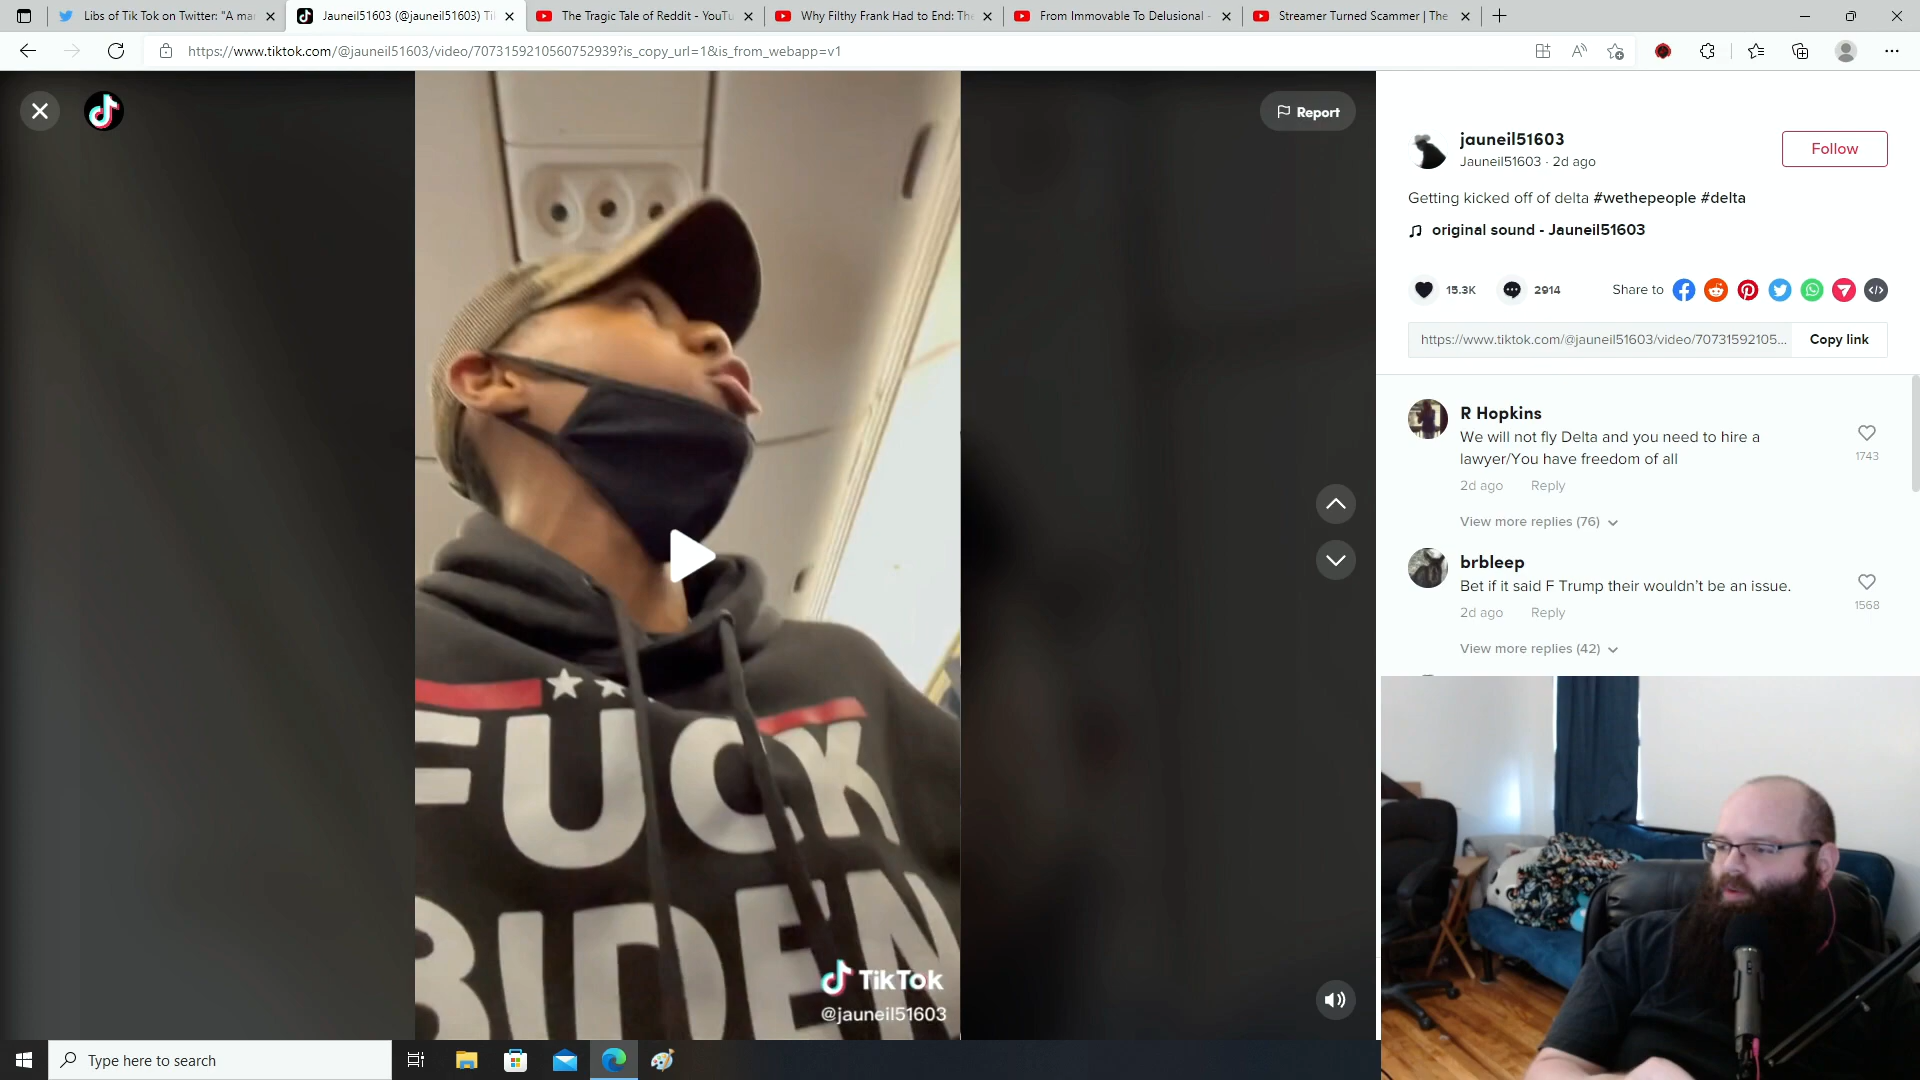 Libs of Tik Tok on Twitter: "A mar
Jauneil51603 (@jauneil51603) Ti
The Tragic Tale of Reddit - YouTu
Why Filthy Frank Had to End: The
From Immovable To Delusional -
Streamer Turned Scammer | The
https://www.tiktok.com/@jauneil51603/video/7073159210560752939?is_copy_url=1&is_from_webapp=v1
Report
FUCK
BIDEN
TikTok
@jauneil51603
jauneil51603
Jauneil51603 · 2d ago
Follow
Getting kicked off of delta #wethepeople #delta
original sound - Jauneil51603
15.3K
2914
Share to
https://www.tiktok.com/@jauneil51603/video/70731592105...
Copy link
R Hopkins
We will not fly Delta and you need to hire a
lawyer/You have freedom of all
1743
2d ago
Reply
View more replies (76)
brbleep
Bet if it said F Trump their wouldn't be an issue.
1568
2d ago
Reply
View more replies (42)
Type here to search